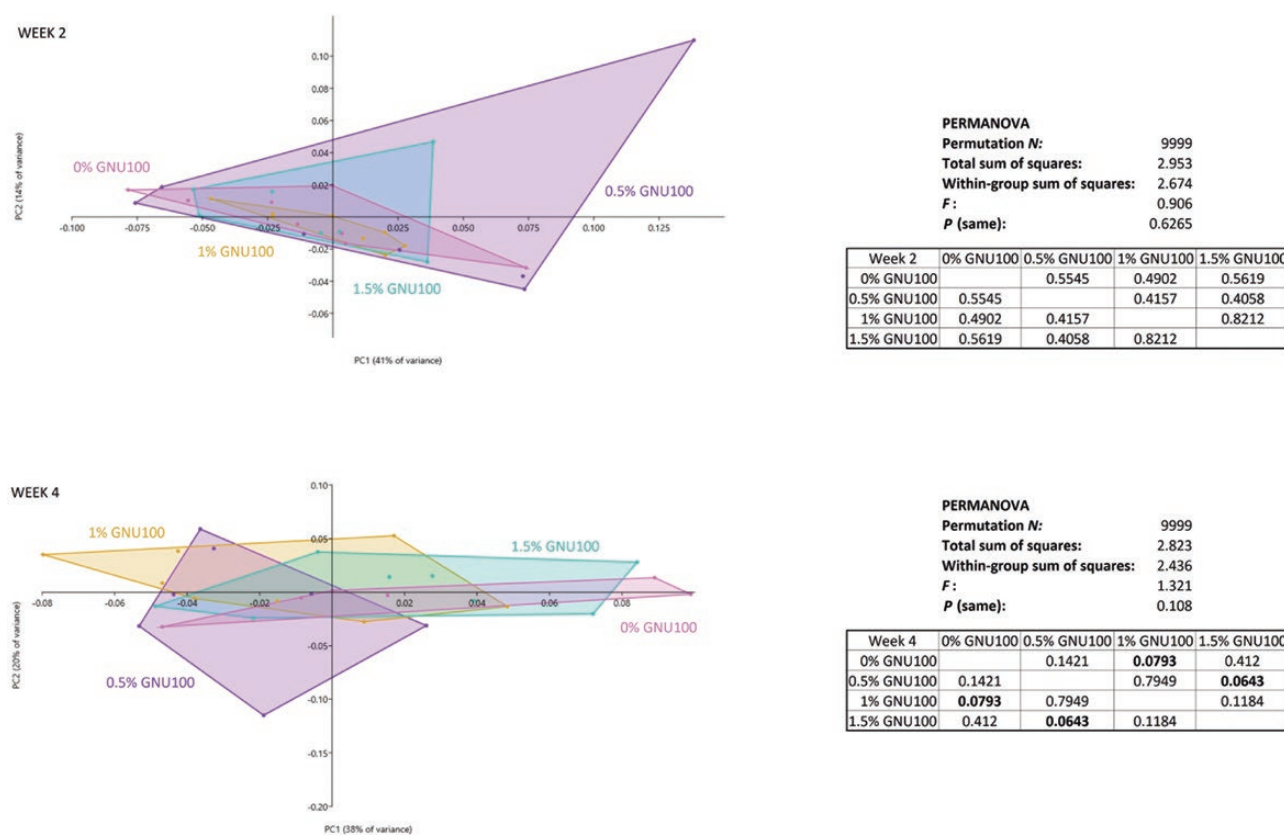 WEEK 2
PC2 (14% of variance)
0.10
0.08
0.06
0.04
0.02
-0.100 -0.075 -0.050 -0.025 0.000 0.025 0.050 0.075 0.100 0.125
-0.02
-0.04
-0.06
0% GNU100
0.5% GNU100
1% GNU100
1.5% GNU100
PC1 (41% of variance)
PERMANOVA
Permutation N: 9999
Total sum of squares: 2.953
Within-group sum of squares: 2.674
F : 0.906
P (same): 0.6265
Week 2 0% GNU100 0.5% GNU100 1% GNU100 1.5% GNU100
0% GNU100 0.5545 0.4902 0.5619
0.5% GNU100 0.5545 0.4157 0.4058
1% GNU100 0.4902 0.4157 0.8212
1.5% GNU100 0.5619 0.4058 0.8212
WEEK 4
PC2 (20% of variance)
0.10
0.05
-0.08 -0.06 -0.04 -0.02 0.00 0.02 0.04 0.06 0.08
-0.05
-0.10
-0.15
-0.20
1% GNU100
1.5% GNU100
0% GNU100
0.5% GNU100
PC1 (38% of variance)
PERMANOVA
Permutation N: 9999
Total sum of squares: 2.823
Within-group sum of squares: 2.436
F : 1.321
P (same): 0.108
Week 4 0% GNU100 0.5% GNU100 1% GNU100 1.5% GNU100
0% GNU100 0.1421 0.0793 0.412
0.5% GNU100 0.1421 0.7949 0.0643
1% GNU100 0.0793 0.7949 0.1184
1.5% GNU100 0.412 0.0643 0.1184